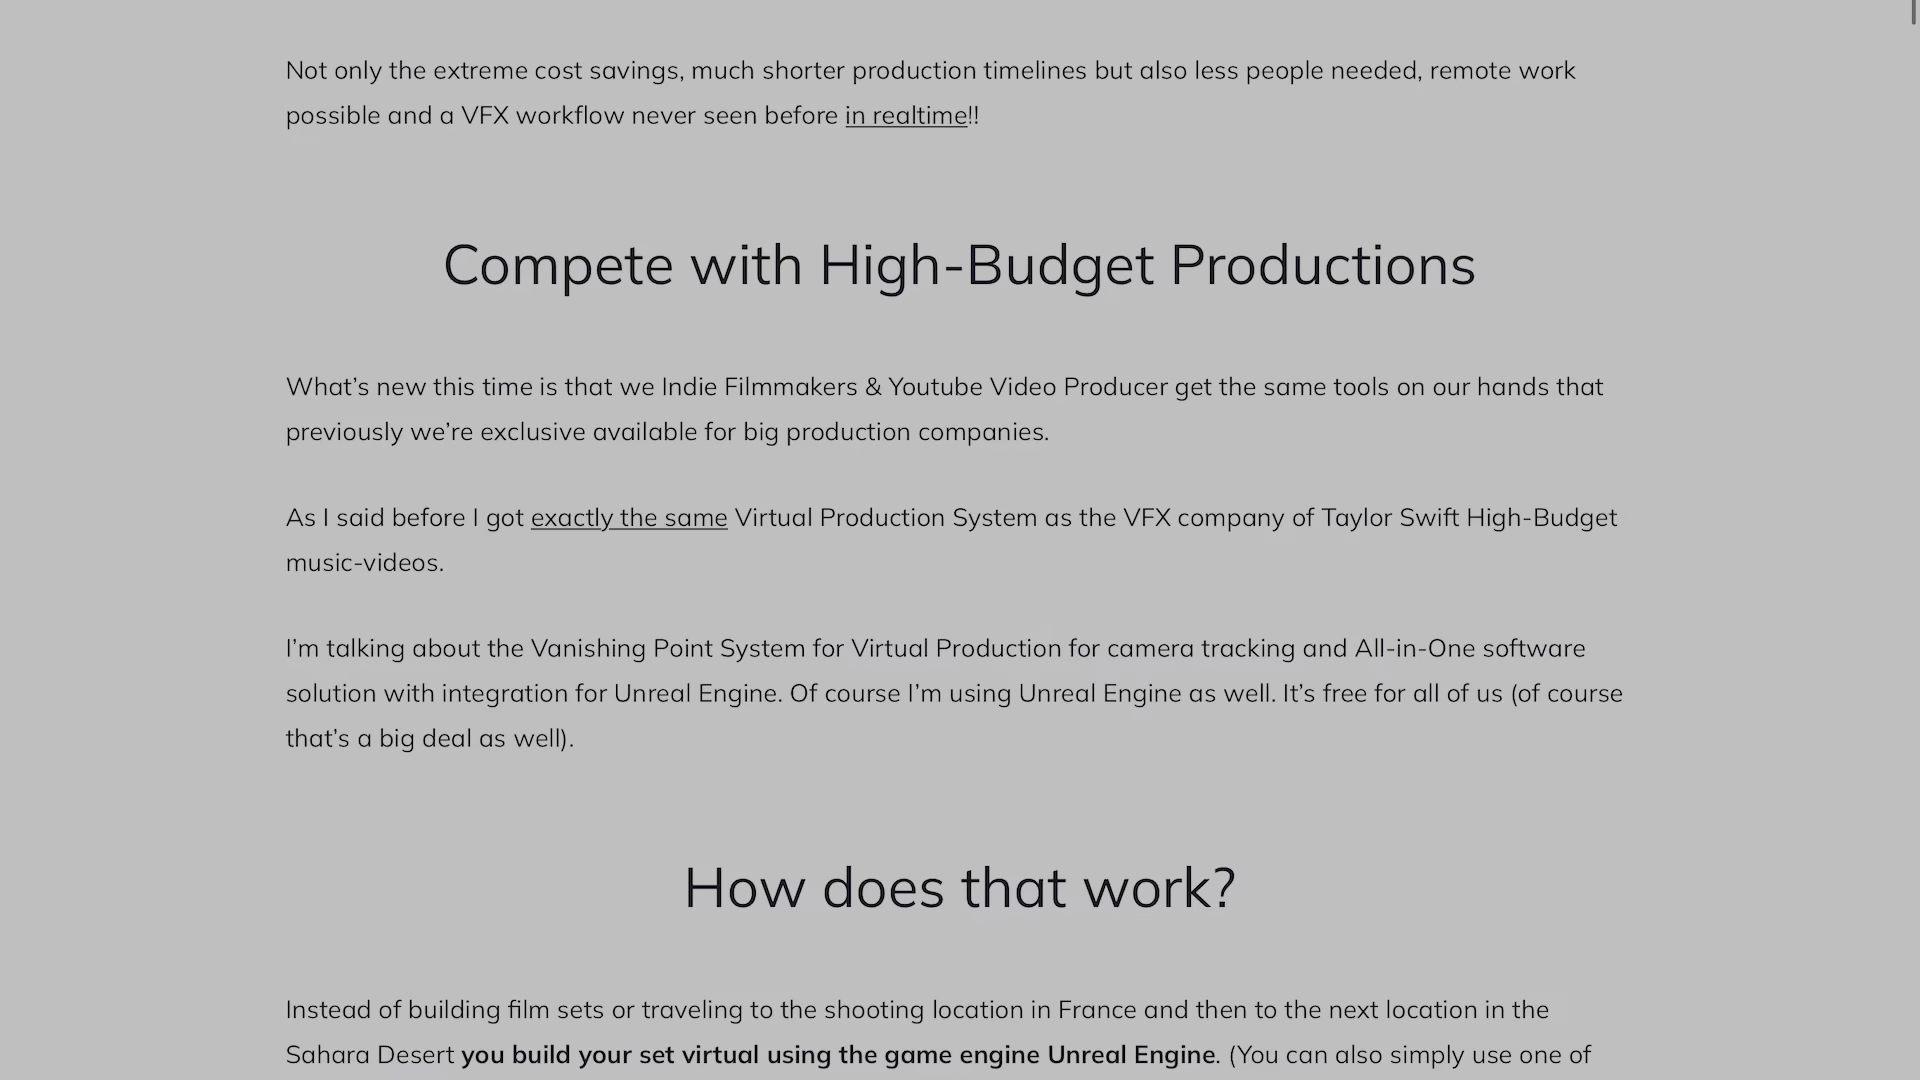 Not only the extreme cost savings, much shorter production timelines but also less people needed, remote work
possible and a VFX workflow never seen before in realtime!!
Compete with High-Budget Productions
What’s new this time is that we Indie Filmmakers & Youtube Video Producer get the same tools on our hands that
previously we’re exclusive available for big production companies.
As I said before I got exactly the same Virtual Production System as the VFX company of Taylor Swift High-Budget
music-videos.
I’m talking about the Vanishing Point System for Virtual Production for camera tracking and All-in-One software
solution with integration for Unreal Engine. Of course I’m using Unreal Engine as well. It’s free for all of us (of course
that’s a big deal as well).
How does that work?
Instead of building film sets or traveling to the shooting location in France and then to the next location in the
Sahara Desert you build your set virtual using the game engine Unreal Engine. (You can also simply use one of